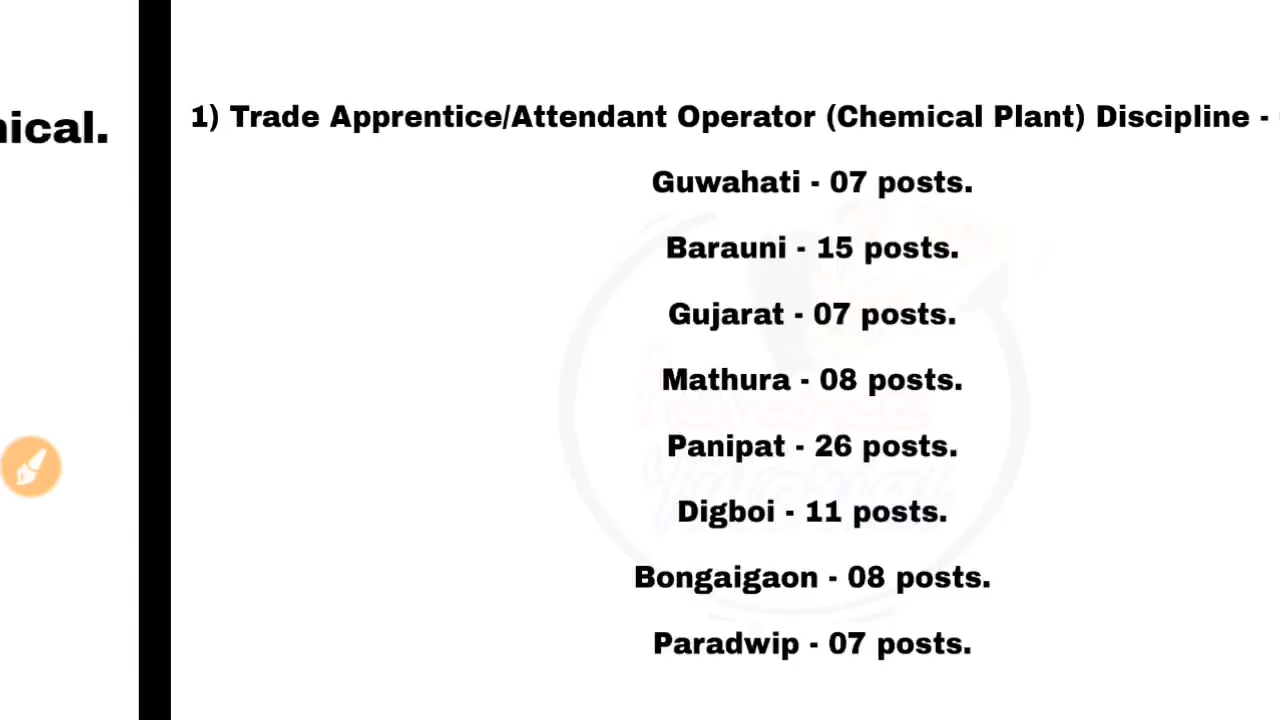 nical.
1) Trade Apprentice/Attendant Operator (Chemical Plant) Discipline -
Guwahati - 07 posts.
Barauni - 15 posts.
Gujarat - 07 posts.
Mathura - 08 posts.
Panipat - 26 posts.
Digboi - 11 posts.
Bongaigaon - 08 posts.
Paradwip - 07 posts.